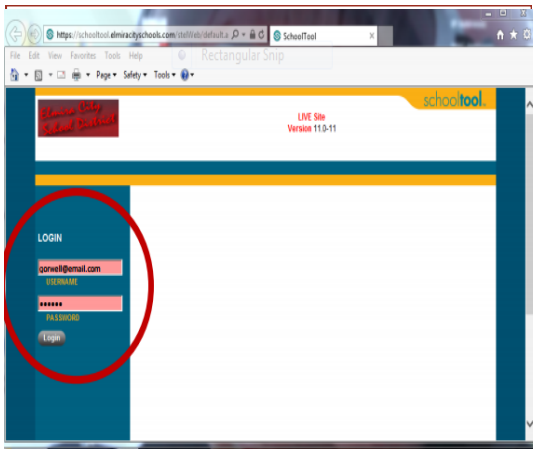 https://schooltool.elmiracityschools.com/stelWeb/default.a
SchoolTool
File Edit View Favorites Tools Help
Rectangular Snip
Page Safety Tools
Elmira City
School District
schooltool
LIVE Site
Version 11.0-11
LOGIN
gorwell@email.com
USERNAME
••••••
PASSWORD
Login